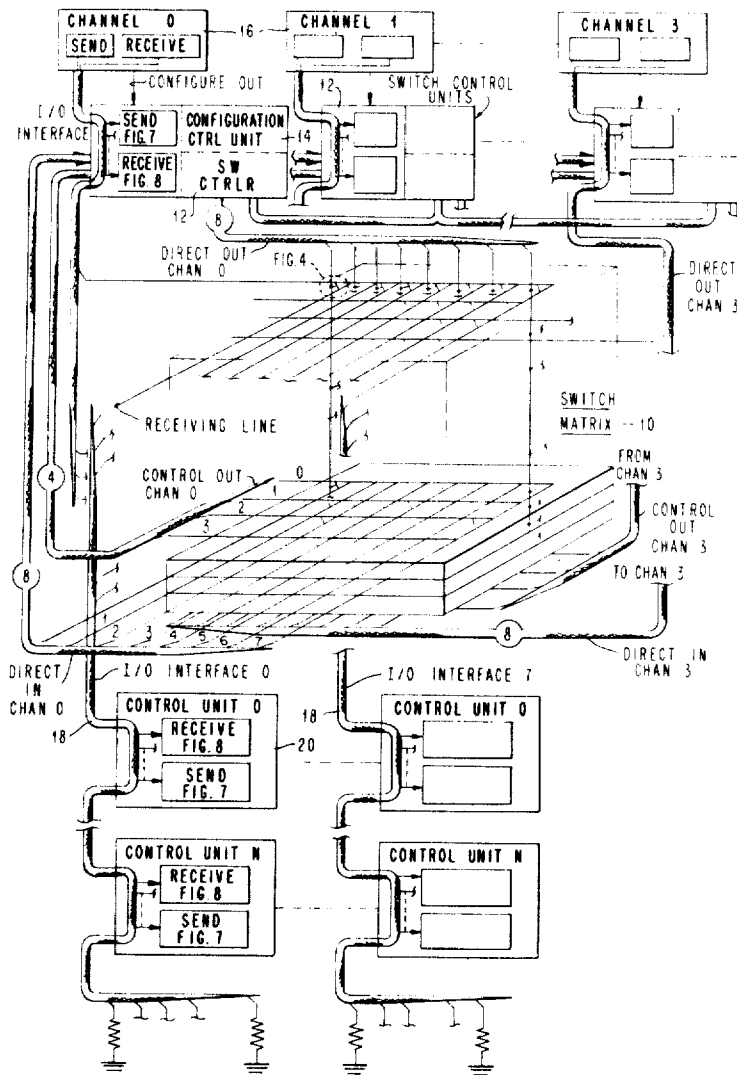 CHANNEL 0
SEND RECEIVE
16
CHANNEL 1
CHANNEL 3
CONFIGURE OUT
I/O
INTERFACE
SEND
FIG. 7
CONFIGURATION
CTRL UNIT
14
12
SWITCH CONTROL
UNITS
RECEIVE
FIG. 8
SW
CTRLR
12
8
DIRECT OUT
CHAN 0
FIG. 4
DIRECT
OUT
CHAN 3
RECEIVING LINE
SWITCH
MATRIX --10
4
CONTROL OUT
CHAN 0
0
1
2
3
FROM
CHAN 3
CONTROL
OUT
CHAN 3
TO CHAN 3
8
1
2 3 4 5 6 7
8
DIRECT
IN
CHAN 0
DIRECT IN
CHAN 3
I/O INTERFACE 0
I/O INTERFACE 7
18
18
CONTROL UNIT 0
RECEIVE
FIG. 8
SEND
FIG. 7
20
CONTROL UNIT 0
CONTROL UNIT N
RECEIVE
FIG. 8
SEND
FIG. 7
CONTROL UNIT N